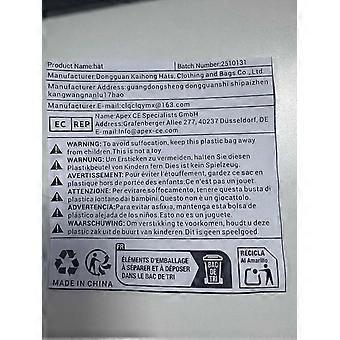 Product Name:hat Batch Number:2510131
Manufacturer:Dongguan Kaihong Hats, Clothing and Bags Co., Ltd.
Manufacturer Address:guangdongsheng dongguanshi shipaizhen
kangwangnanlu17hao
Manufacturer E-mail:clqclqymx@163.com
EC REP
Name:Apex CE Specialists GmbH
Address:Grafenberger Allee 277, 40237 Düsseldorf, DE
E-Mail:Info@apex-ce.com
WARNING: To avoid suffocation, keep this plastic bag away
from children.This is not a toy.
WARNUNG: Um Ersticken zu vermeiden, halten sie diesen
Plastikbeutel von Kindern fern. Dies ist kein Spielzeug.
AVERTISSEMENT: Pour éviter l'étouffement, gardez ce sac en
plastique hors de portée des enfants. Ce n'est pas un jouet.
ATTENZIONE: Per evitare soffocamento, tenere questa busta di
plastica iontano dai bambini. Questo non è un giocattolo.
ADVERTENCIA:Para evitar asfixia, mantenga esta bolsa de
plástico alejada de los niños. Esto no es un juguete.
WAARSCHUWING: Om verstikking te voorkomen, houdt u deze
plastic zak uit de buurt van kinderen. Dit is geen speelgoed
MADE IN CHINA
FR
ÉLÉMENTS D'EMBALLAGE
À SÉPARER ET À DÉPOSER
DANS LE BAC DE TRI
BAC
DE
TRI
RECICLA
Al Amarillo